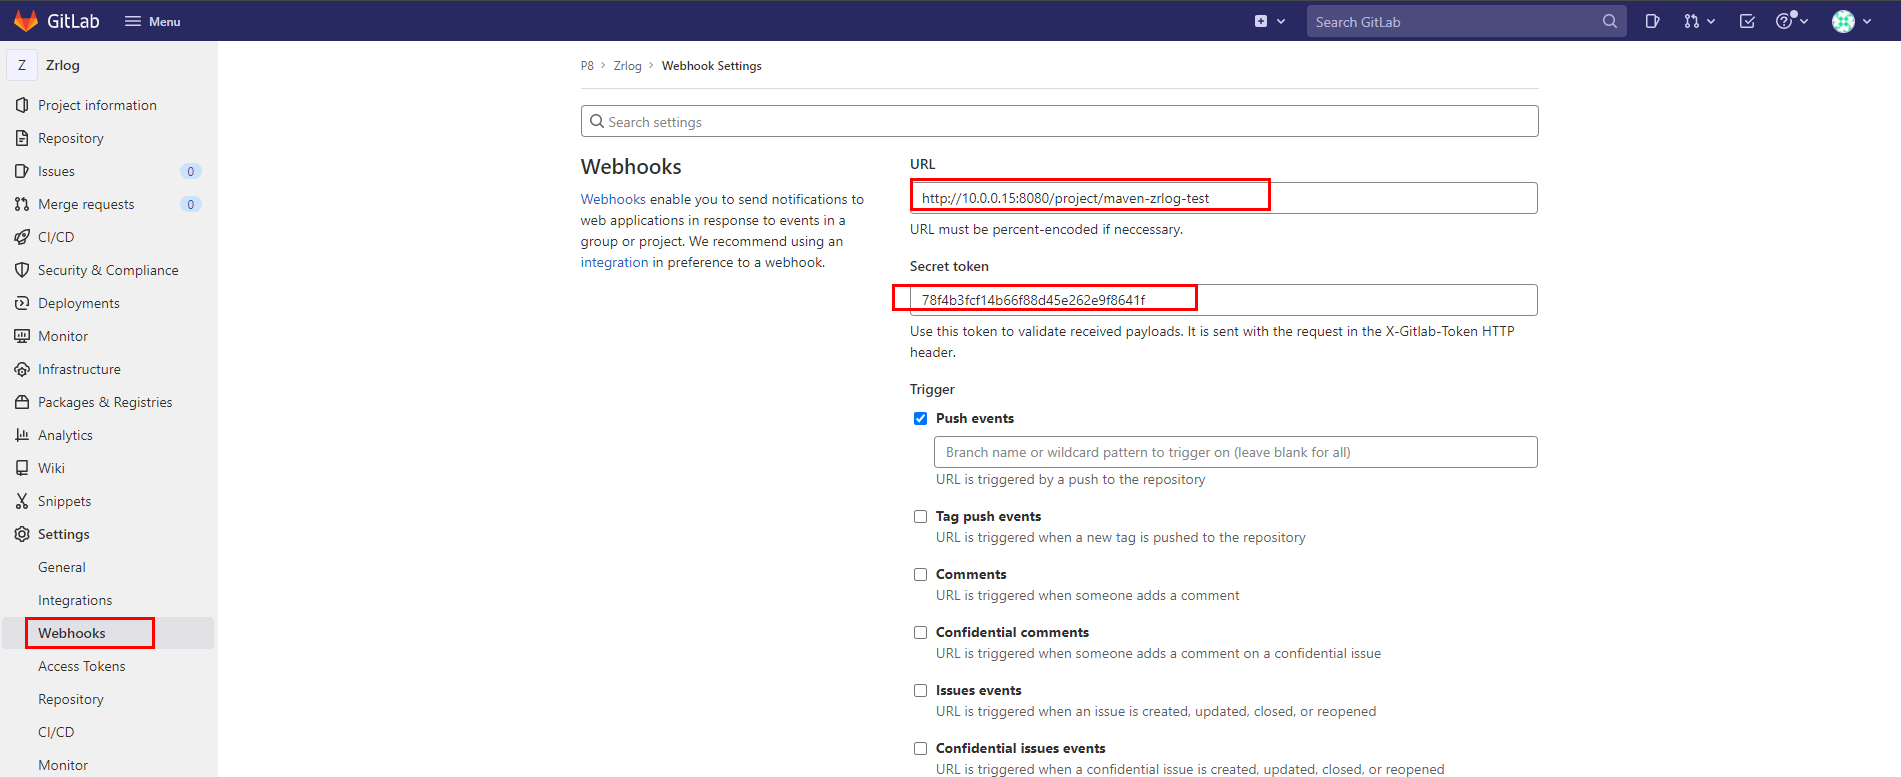 GitLab
Menu
Search GitLab
Z
Zrlog
Project information
Repository
Issues
0
Merge requests
0
CI/CD
Security & Compliance
Deployments
Monitor
Infrastructure
Packages & Registries
Analytics
Wiki
Snippets
Settings
General
Integrations
Webhooks
Access Tokens
Repository
CI/CD
Monitor
P8 > Zrlog > Webhook Settings
Search settings
Webhooks
Webhooks enable you to send notifications to
web applications in response to events in a
group or project. We recommend using an
integration in preference to a webhook.
URL
http://10.0.0.15:8080/project/maven-zrlog-test
URL must be percent-encoded if neccessary.
Secret token
78f4b3fcf14b66f88d45e262e9f8641f
Use this token to validate received payloads. It is sent with the request in the X-Gitlab-Token HTTP
header.
Trigger
Push events
Branch name or wildcard pattern to trigger on (leave blank for all)
URL is triggered by a push to the repository
Tag push events
URL is triggered when a new tag is pushed to the repository
Comments
URL is triggered when someone adds a comment
Confidential comments
URL is triggered when someone adds a comment on a confidential issue
Issues events
URL is triggered when an issue is created, updated, closed, or reopened
Confidential issues events
URL is triggered when a confidential issue is created, updated, closed, or reopened